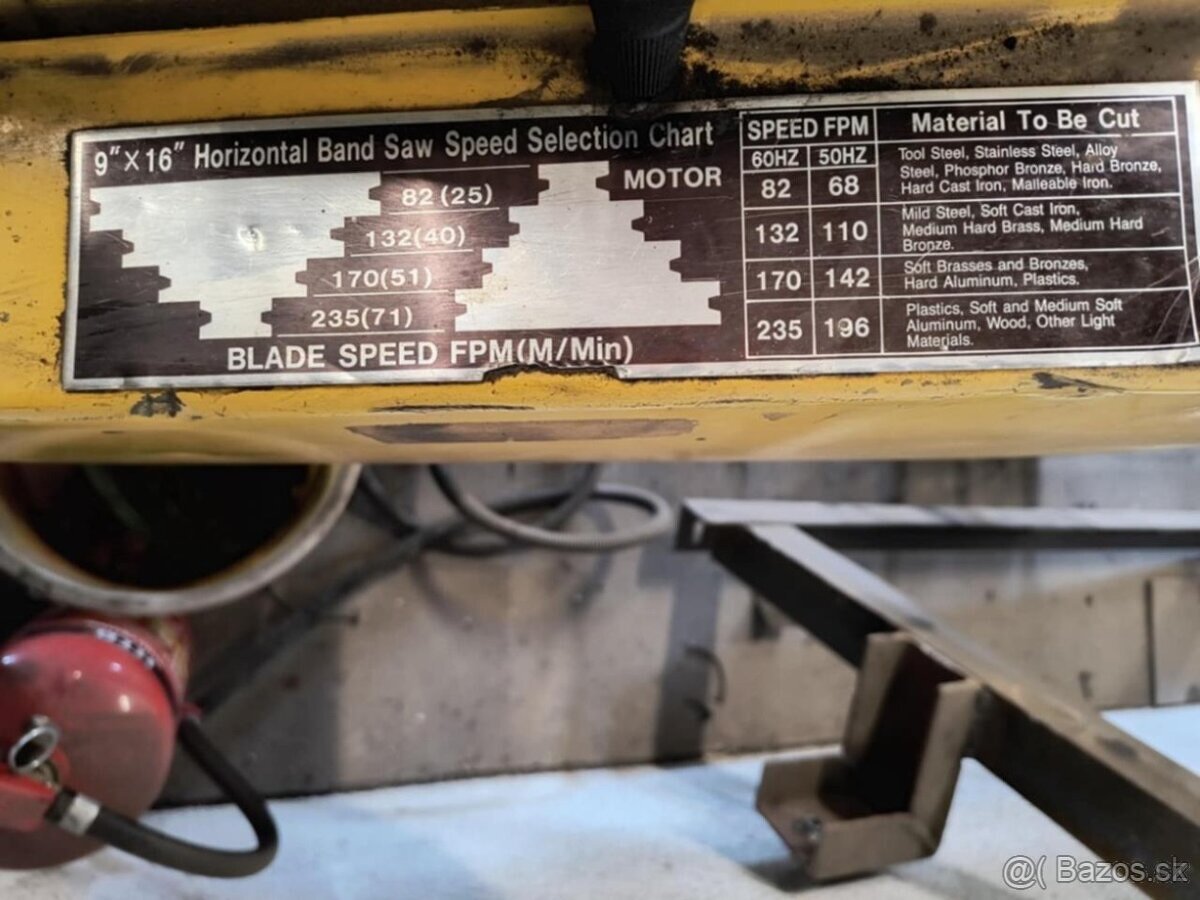 9" X 16" Horizontal Band Saw Speed Selection Chart
82 (25)
MOTOR
132(40)
170(51)
235(71)
BLADE SPEED FPM(M/Min)
SPEED FPM Material To Be Cut
60HZ 50HZ
82 68 Tool Steel, Stainless Steel, Alloy
Steel, Phosphor Bronze, Hard Bronze,
Hard Cast Iron, Malleable Iron.
132 110 Mild Steel, Soft Cast Iron,
Medium Hard Brass, Medium Hard
Bronze.
170 142 Soft Brasses and Bronzes,
Hard Aluminum, Plastics.
235 196 Plastics, Soft and Medium Soft
Aluminum, Wood, Other Light
Materials.
@( Bazos.sk